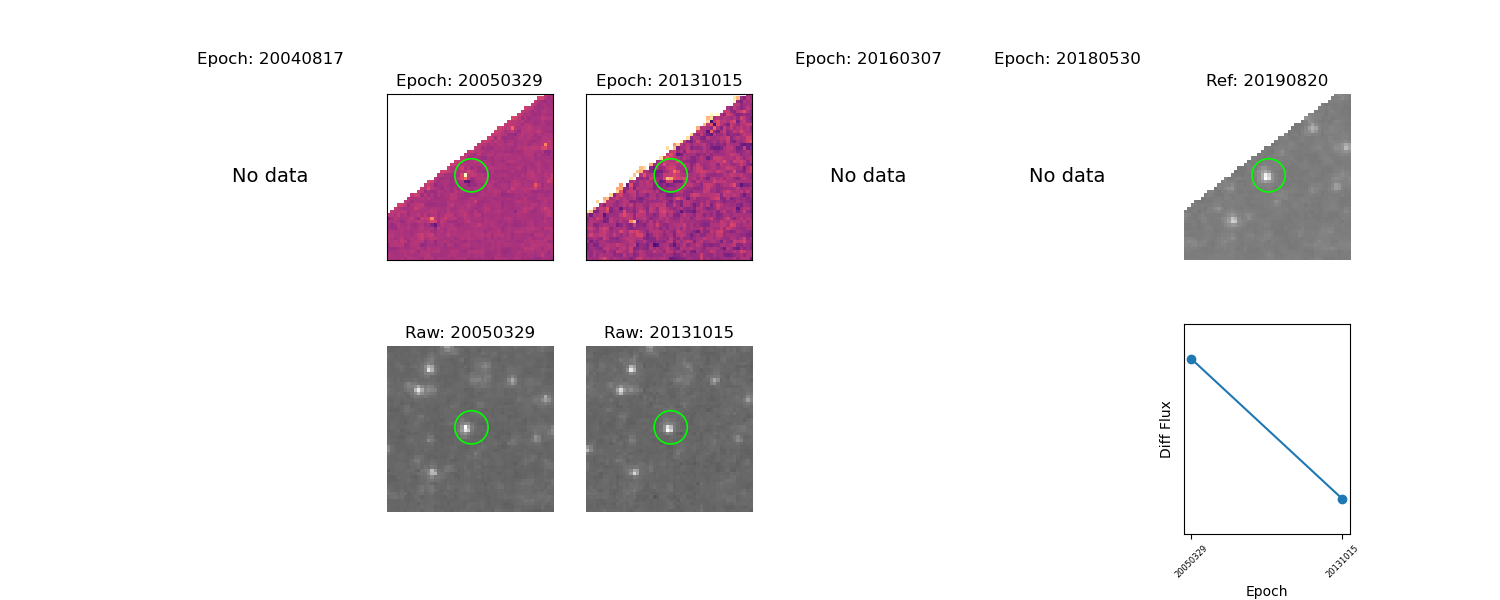 Epoch: 20040817
Epoch: 20050329
Epoch: 20131015
Epoch: 20160307
Epoch: 20180530
Ref: 20190820
No data
No data
No data
Raw: 20050329
Raw: 20131015
Diff Flux
20050329
20131015
Epoch